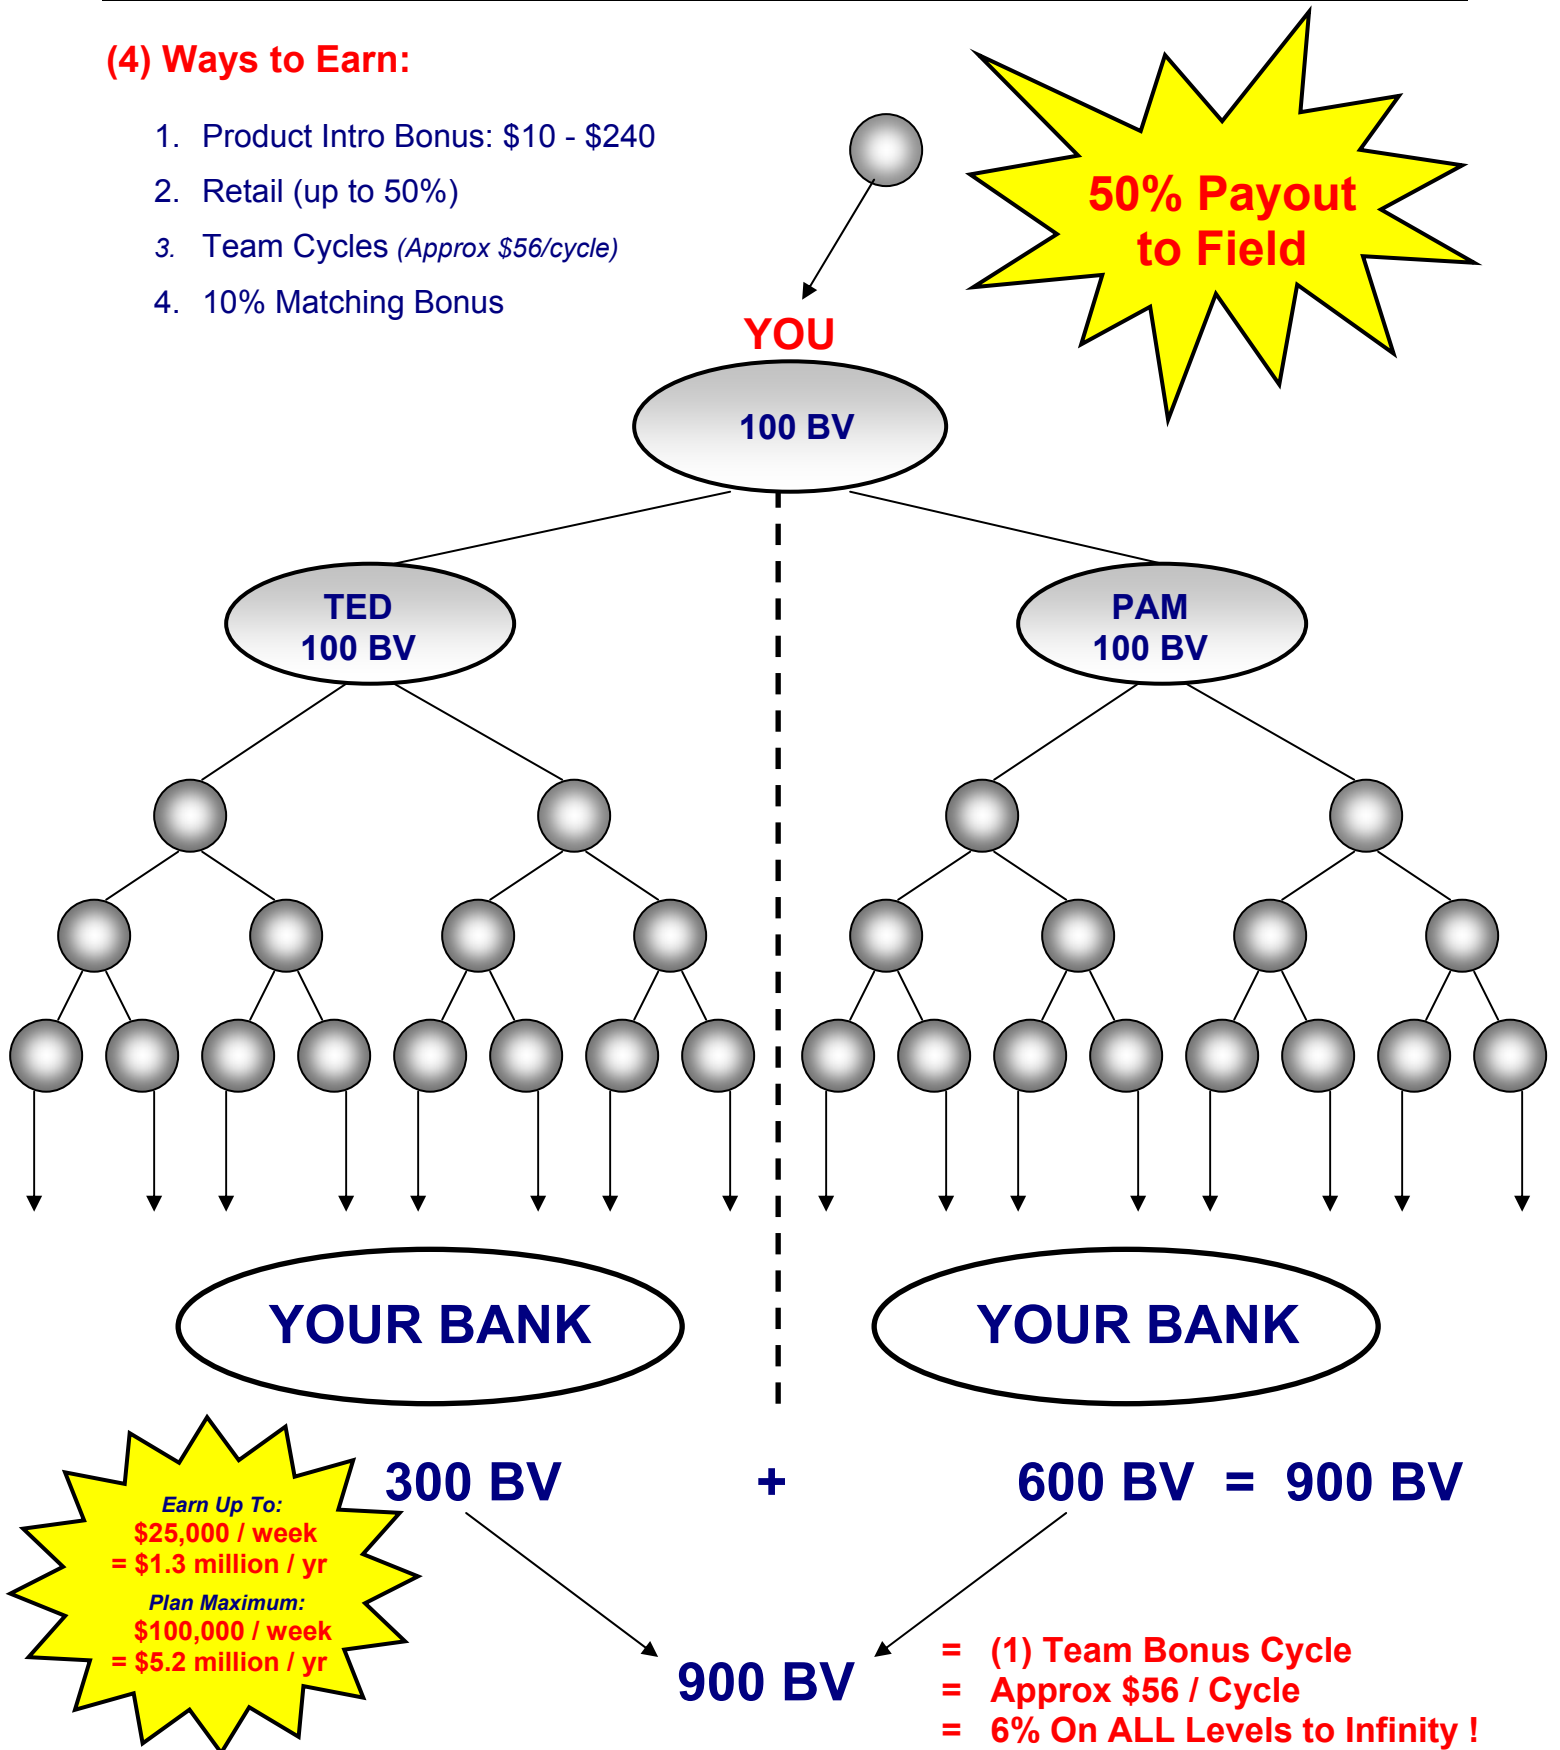 (4) Ways to Earn:
1. Product Intro Bonus: $10 - $240
2. Retail (up to 50%)
3. Team Cycles (Approx $56/cycle)
4. 10% Matching Bonus
50% Payout
to Field
YOU
100 BV
TED
100 BV
PAM
100 BV
YOUR BANK
YOUR BANK
300 BV + 600 BV = 900 BV
Earn Up To:
$25,000 / week
= $1.3 million / yr
Plan Maximum:
$100,000 / week
= $5.2 million / yr
900 BV
= (1) Team Bonus Cycle
= Approx $56 / Cycle
= 6% On ALL Levels to Infinity !